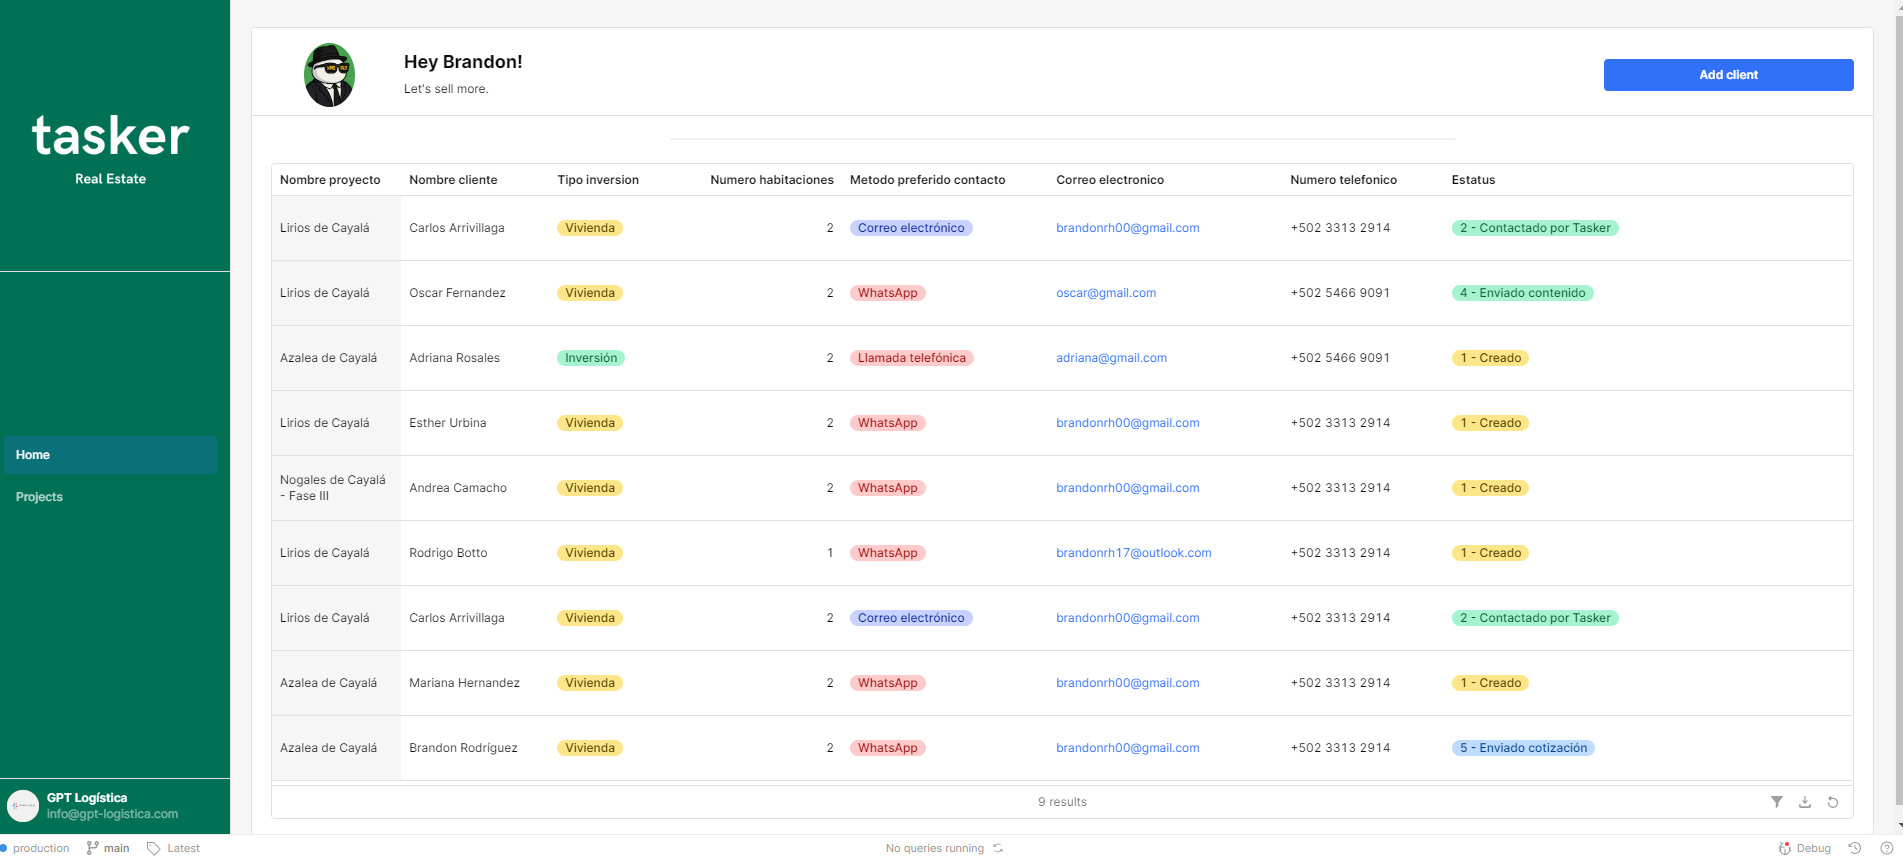 tasker
Real Estate
Home
Projects
GPT Logística
info@gpt-logistica.com
Hey Brandon!
Let's sell more.
Add client
Nombre proyecto Nombre cliente Tipo inversion Numero habitaciones Metodo preferido contacto Correo electronico Numero telefonico Estatus
Lirios de Cayalá Carlos Arrivillaga Vivienda 2 Correo electrónico brandonrh00@gmail.com +502 3313 2914 2 - Contactado por Tasker
Lirios de Cayalá Oscar Fernandez Vivienda 2 WhatsApp oscar@gmail.com +502 5466 9091 4 - Enviado contenido
Azalea de Cayalá Adriana Rosales Inversión 2 Llamada telefónica adriana@gmail.com +502 5466 9091 1 - Creado
Lirios de Cayalá Esther Urbina Vivienda 2 WhatsApp brandonrh00@gmail.com +502 3313 2914 1 - Creado
Nogales de Cayalá
- Fase III Andrea Camacho Vivienda 2 WhatsApp brandonrh00@gmail.com +502 3313 2914 1 - Creado
Lirios de Cayalá Rodrigo Botto Vivienda 1 WhatsApp brandonrh17@outlook.com +502 3313 2914 1 - Creado
Lirios de Cayalá Carlos Arrivillaga Vivienda 2 Correo electrónico brandonrh00@gmail.com +502 3313 2914 2 - Contactado por Tasker
Azalea de Cayalá Mariana Hernandez Vivienda 2 WhatsApp brandonrh00@gmail.com +502 3313 2914 1 - Creado
Azalea de Cayalá Brandon Rodríguez Vivienda 2 WhatsApp brandonrh00@gmail.com +502 3313 2914 5 - Enviado cotización
9 results
production main Latest No queries running Debug